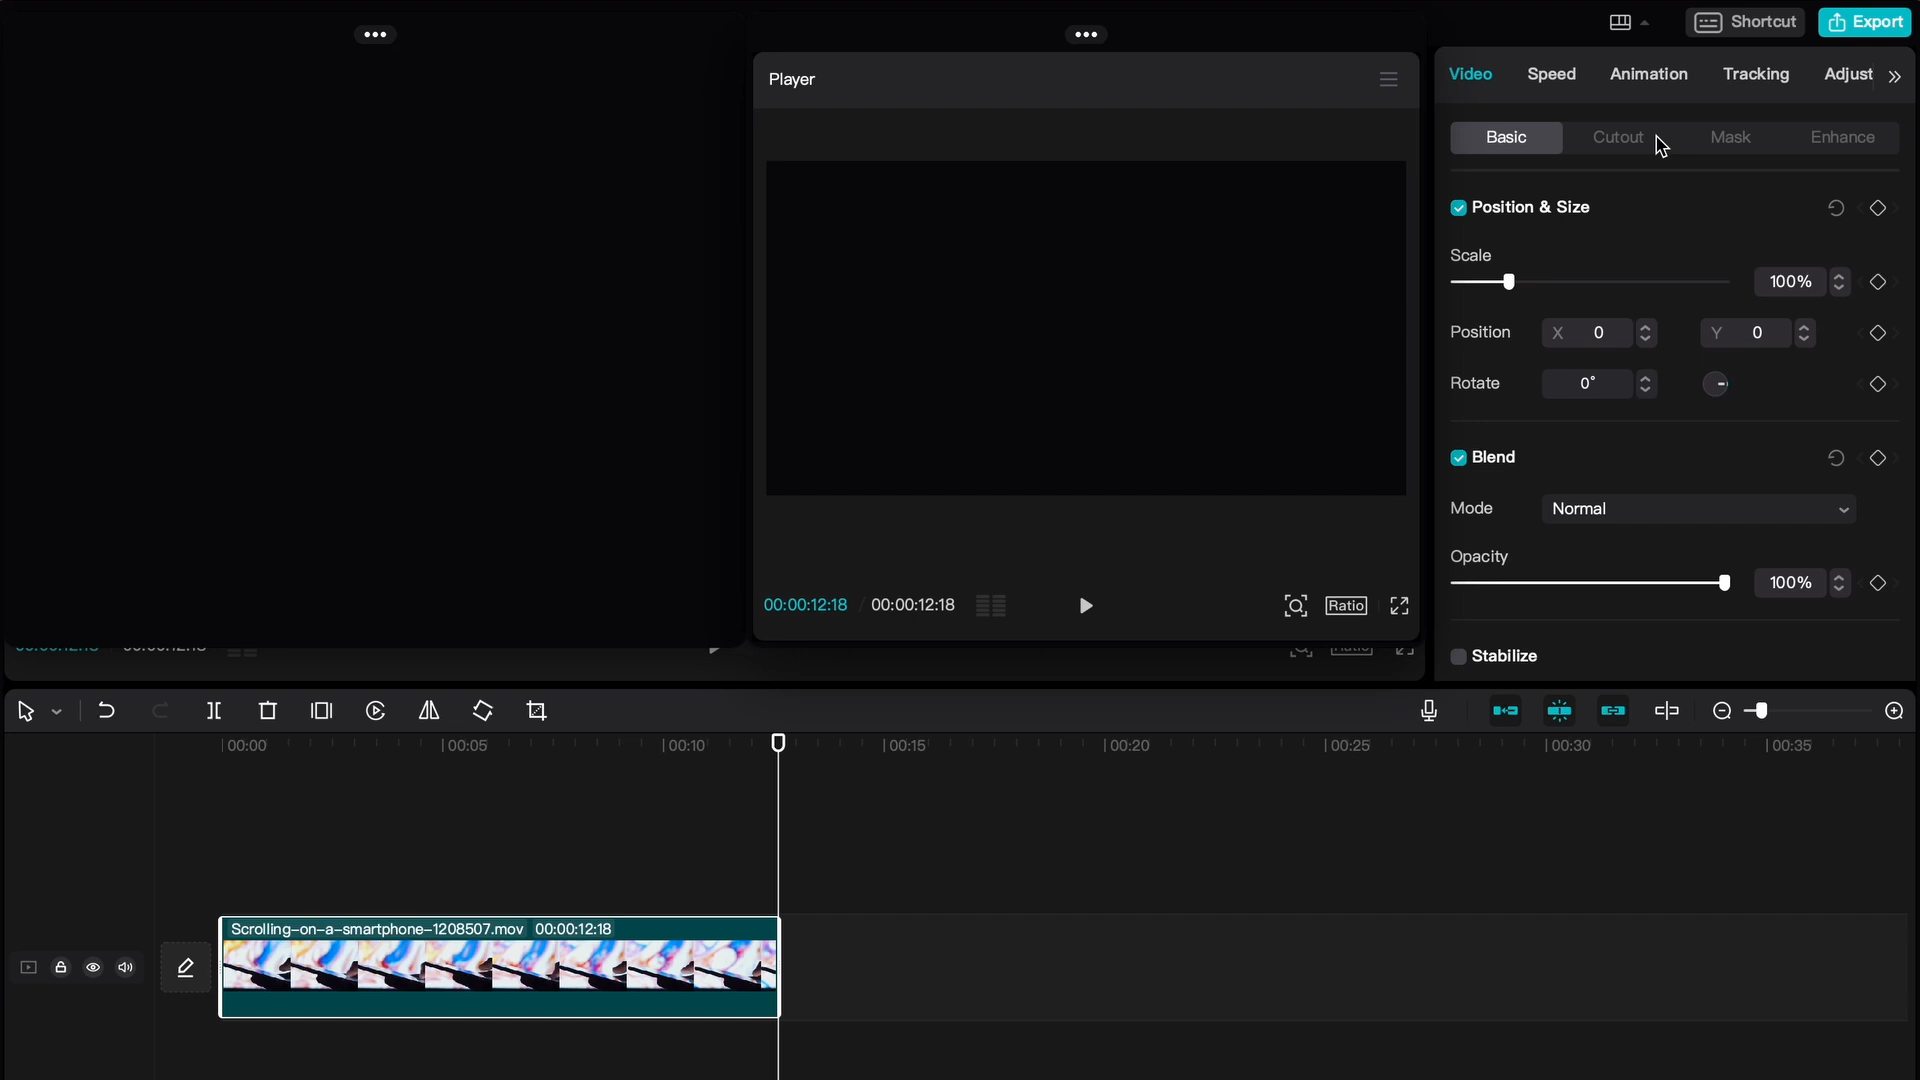 Shortcut
Export
Player
Video Speed Animation Tracking Adjust
Basic Cutout Mask Enhance
Position & Size
Scale
100%
Position X 0 Y 0
Rotate 0°
Blend
Mode Normal
Opacity
100%
Stabilize
00:00:12:18 / 00:00:12:18
Ratio
00:00 00:05 00:10 00:15 00:20 00:25 00:30 00:35
Scrolling-on-a-smartphone-1208507.mov 00:00:12:18